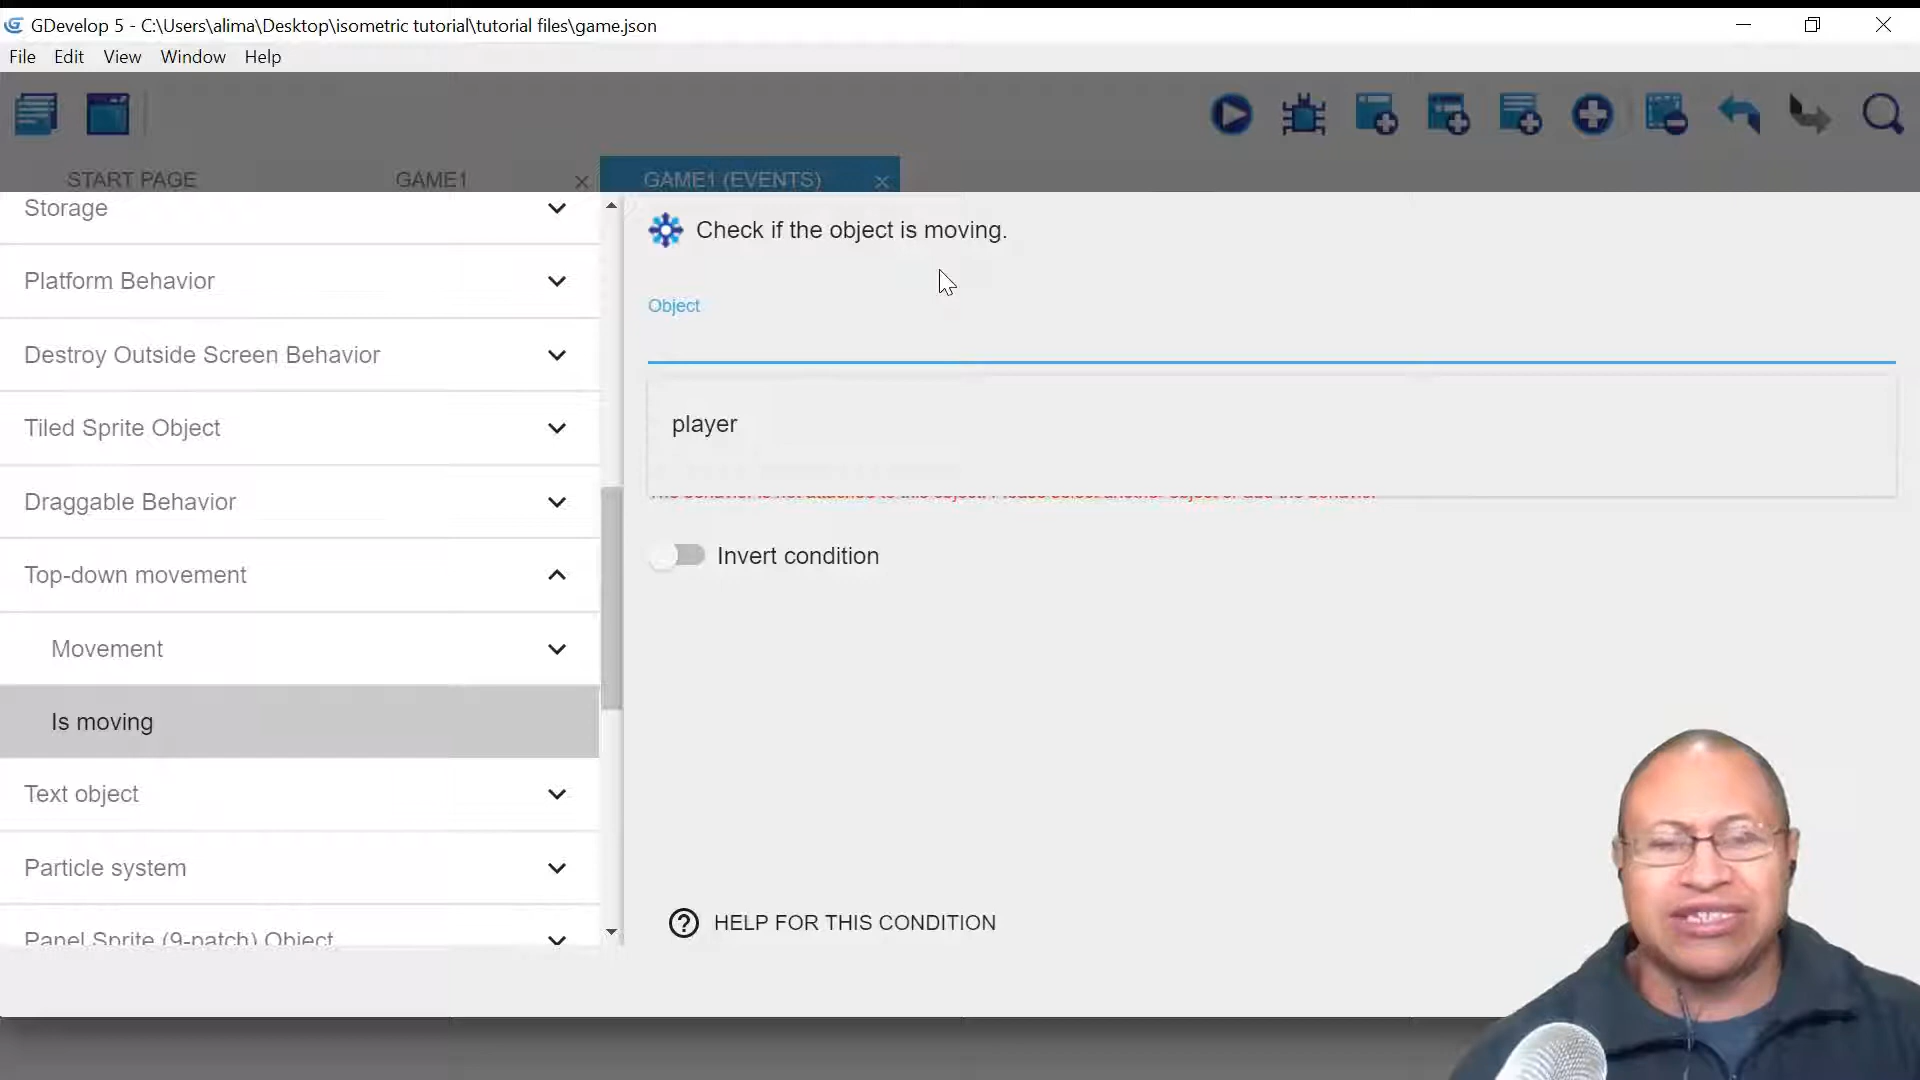 GDevelop 5 - C:\Users\alima\Desktop\isometric tutorial\tutorial files\game.json
File Edit View Window Help
START PAGE GAME1 GAME1 (EVENTS)
Storage
Platform Behavior
Destroy Outside Screen Behavior
Tiled Sprite Object
Draggable Behavior
Top-down movement
Movement
Is moving
Text object
Particle system
Panel Sprite (9-patch) Object
Check if the object is moving.
Object
player
Invert condition
HELP FOR THIS CONDITION